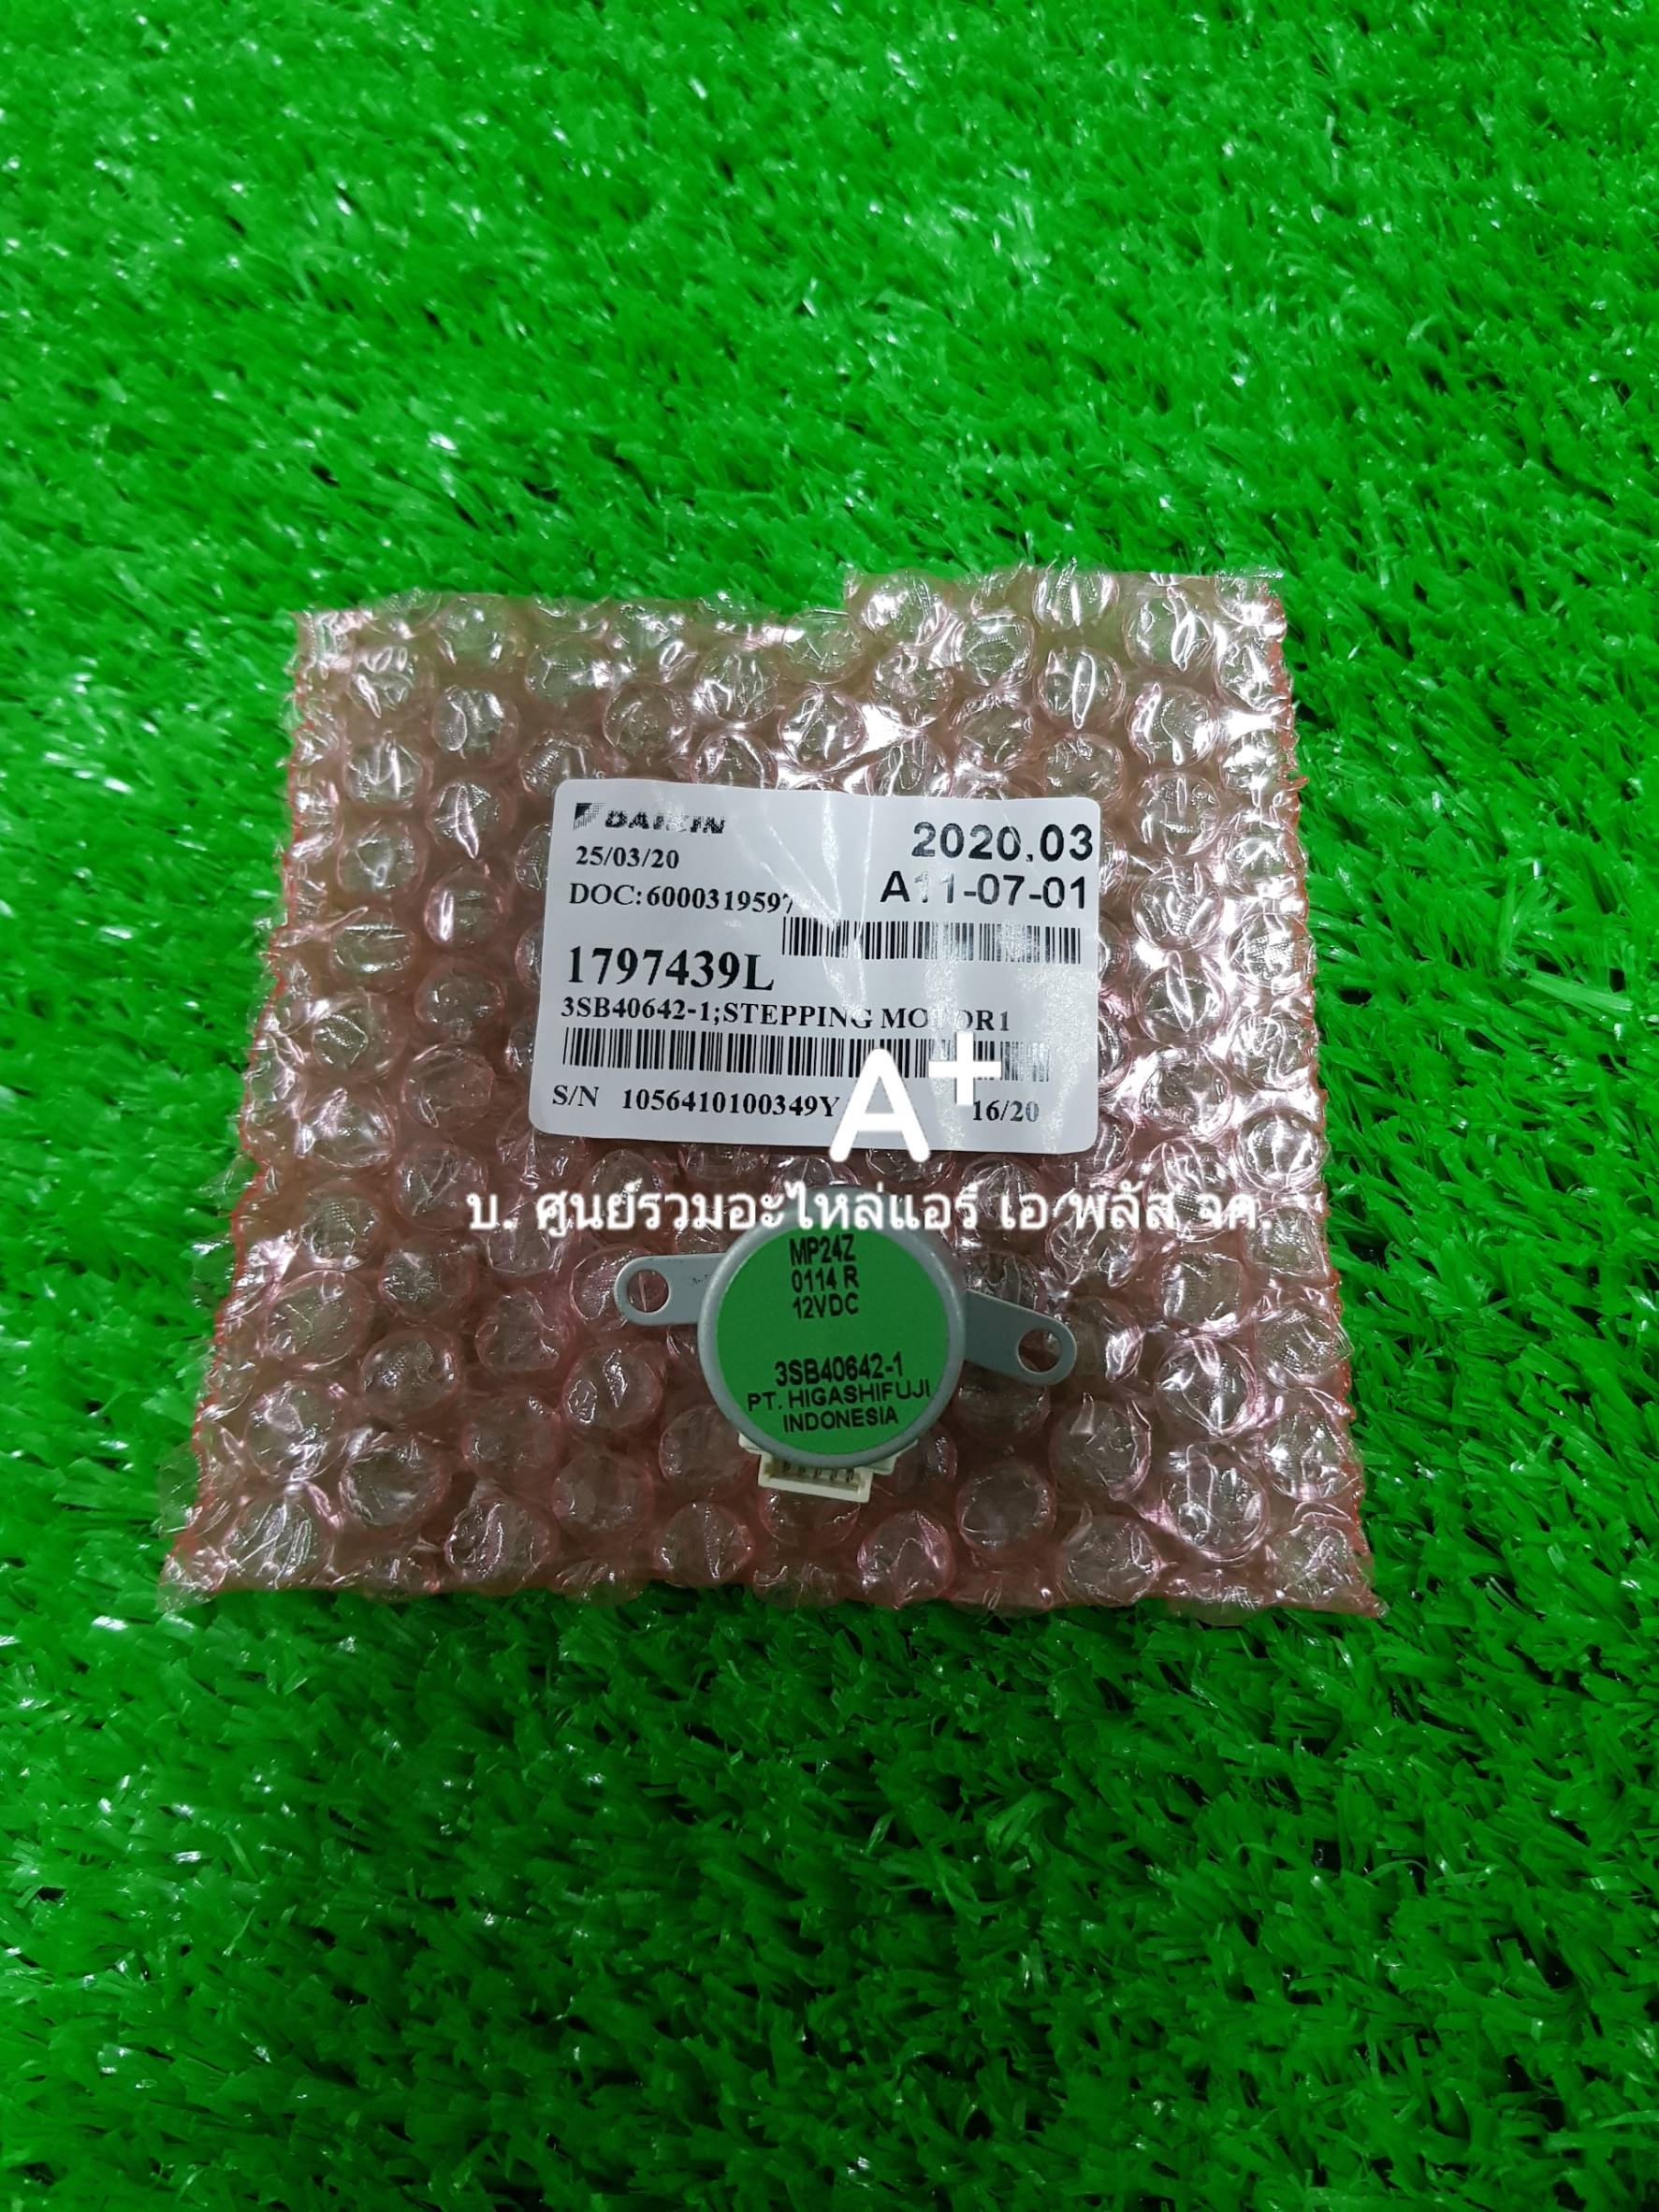 DAIKIN
2020.03
25/03/20
A11-07-01
DOC:6000319597
1797439L
3SB40642-1;STEPPING MOTOR1
S/N 1056410100349Y 16/20
A+
บ. ศูนย์รวมอะไหล่แอร์ เอ พลัส จก.
MP24Z
0114 R
12VDC
3SB40642-1
PT. HIGASHIFUJI
INDONESIA